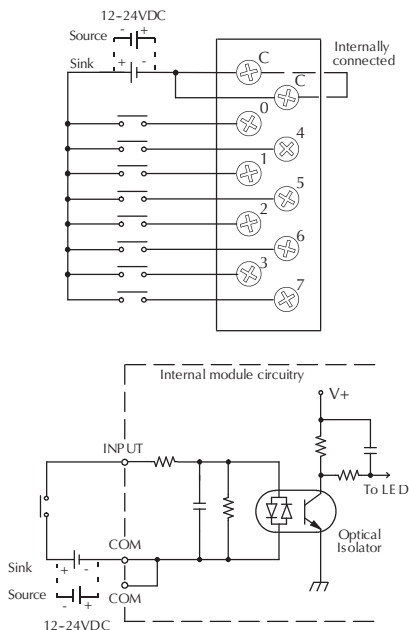 12-24VDC
Source - +
Sink + -
Internally
connected
C
C
0
4
1
5
2
6
3
7
Internal module circuitry
V+
INPUT
To LED
Optical
Isolator
COM
Sink + -
COM
Source - +
12-24VDC